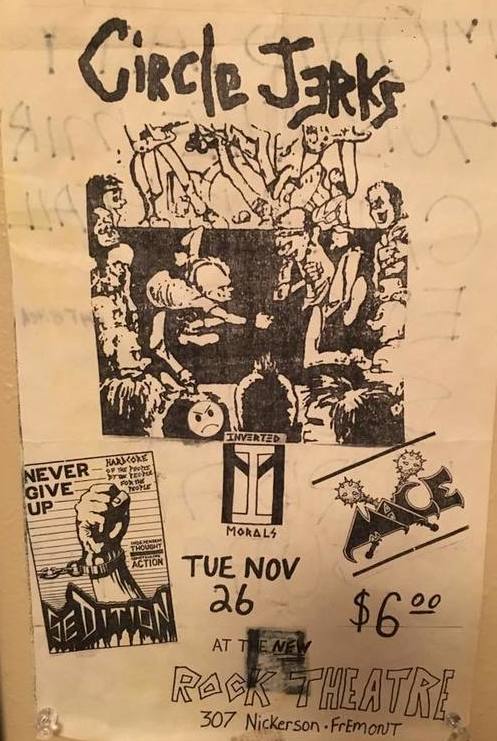 CIRCLE JERKS
INVERTED
MORALS
NEVER
GIVE
UP
HARDCORE
OF THE PEOPLE
BY THE PEOPLE
FOR THE
PEOPLE
INDEPENDENT
THOUGHT
ACTION
SEDITION
MACE
TUE NOV
26
$6.00
AT THE NEW
ROCK THEATRE
307 Nickerson • FREMONT